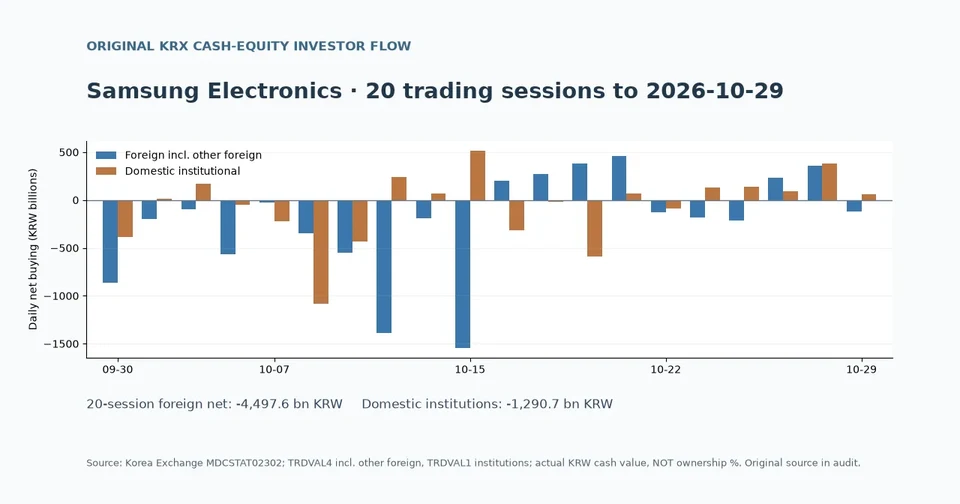 ORIGINAL KRX CASH-EQUITY INVESTOR FLOW
Samsung Electronics · 20 trading sessions to 2026-10-29
Foreign incl. other foreign
Domestic institutional
Daily net buying (KRW billions)
500
0
−500
−1000
−1500
09-30 10-07 10-15 10-22 10-29
20-session foreign net: -4,497.6 bn KRW Domestic institutions: -1,290.7 bn KRW
Source: Korea Exchange MDCSTAT02302; TRDVAL4 incl. other foreign, TRDVAL1 institutions; actual KRW cash value, NOT ownership %. Original source in audit.